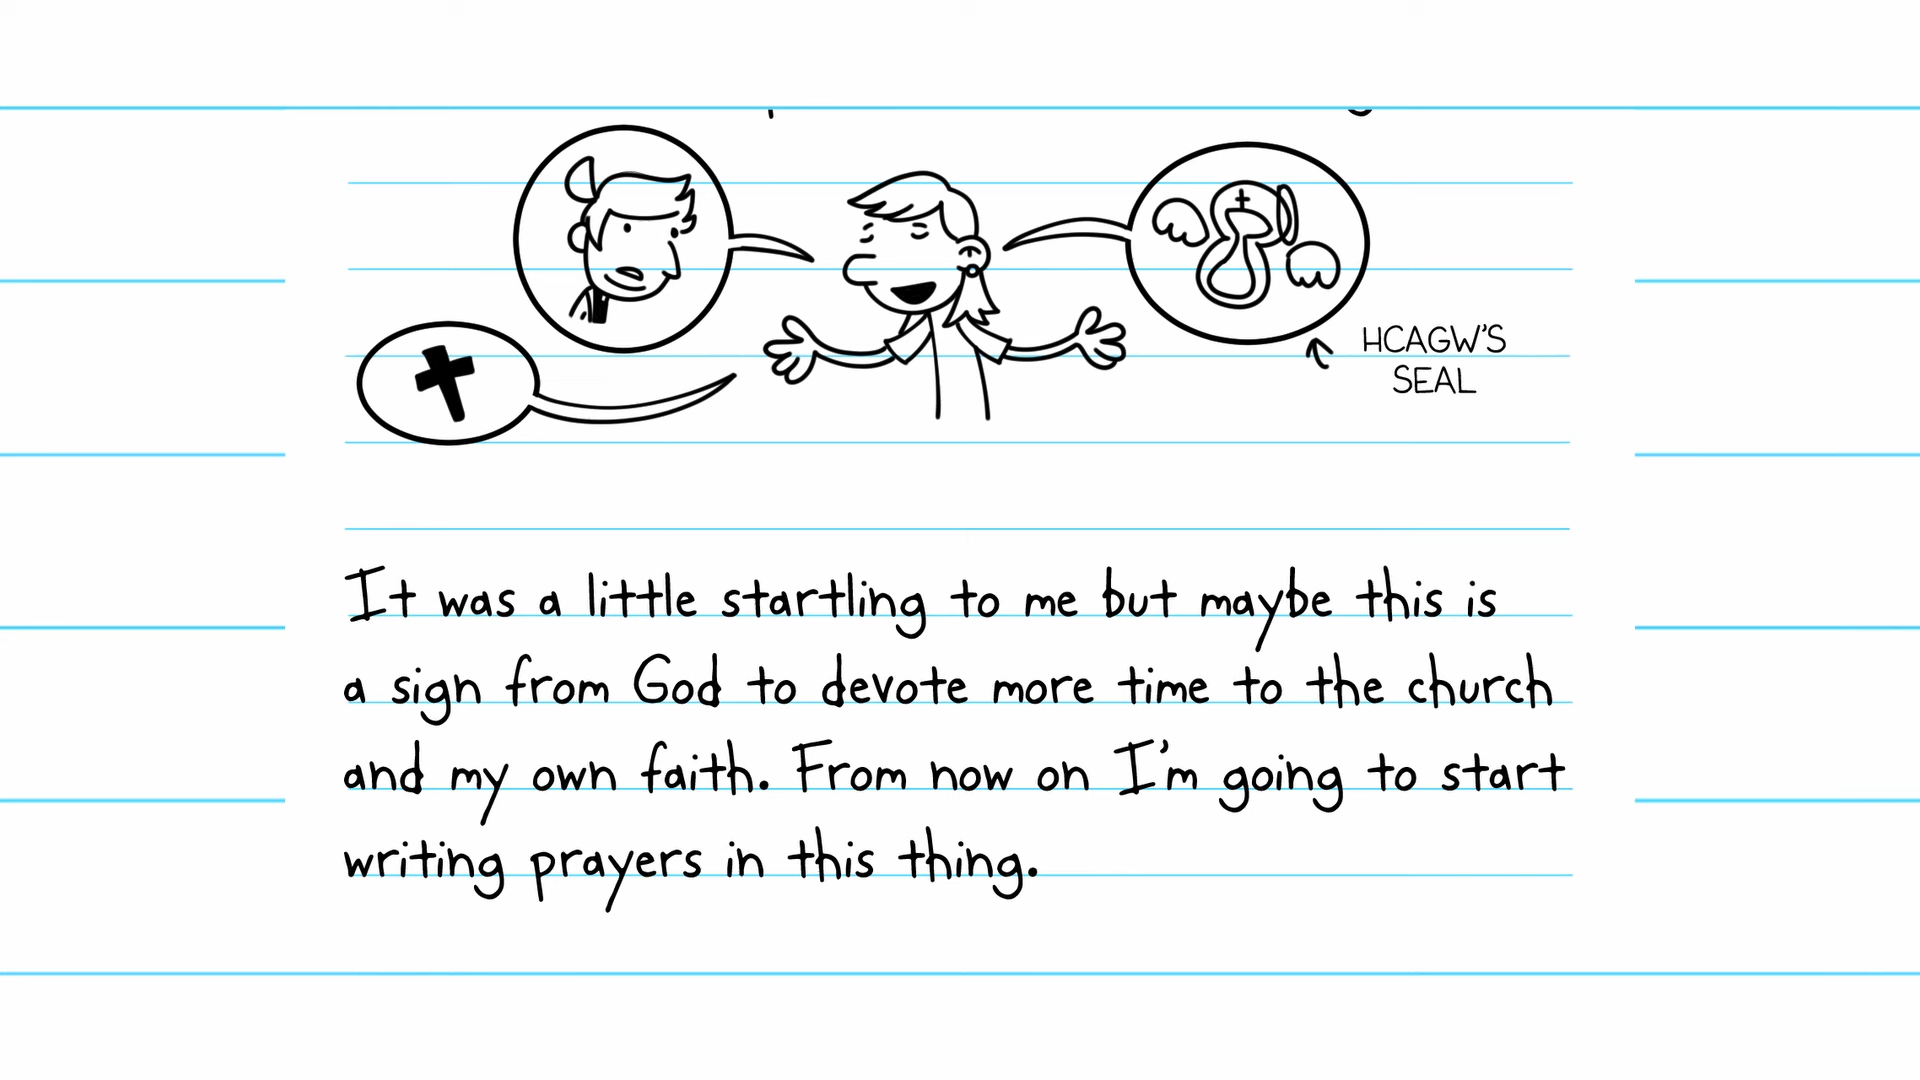 HCAGW'S
SEAL
It was a little startling to me but maybe this is
a sign from God to devote more time to the church
and my own faith. From now on I'm going to start
writing prayers in this thing.